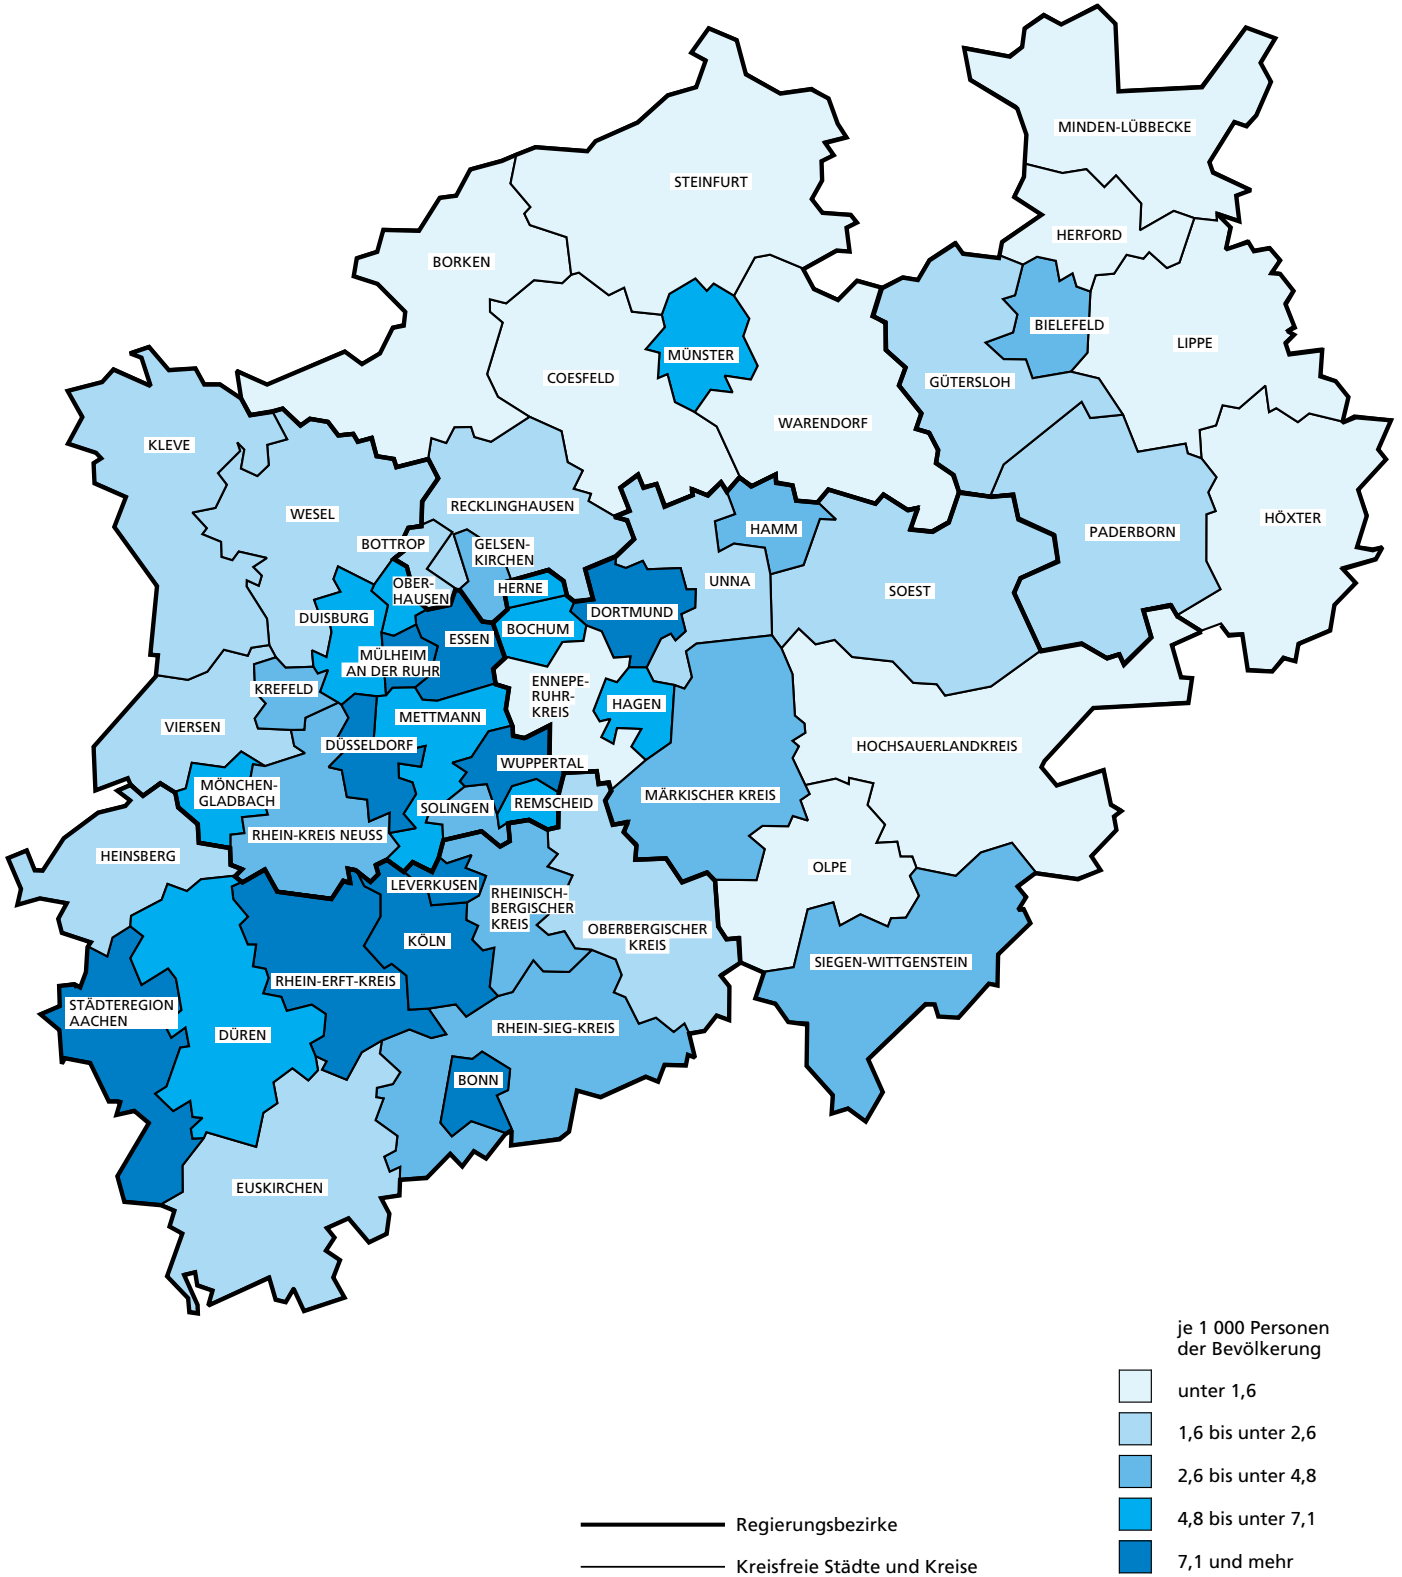 MINDEN-LÜBBECKE
STEINFURT
HERFORD
BORKEN
BIELEFELD
LIPPE
MÜNSTER
COESFELD
GÜTERSLOH
WARENDORF
KLEVE
RECKLINGHAUSEN
WESEL
HÖXTER
HAMM
PADERBORN
BOTTROP
GELSEN-
KIRCHEN
UNNA
OBER-
HAUSEN
HERNE
SOEST
DORTMUND
DUISBURG
BOCHUM
ESSEN
MÜLHEIM
AN DER RUHR
ENNEPE-
RUHR-
KREIS
KREFELD
HAGEN
METTMANN
VIERSEN
DÜSSELDORF
HOCHSAUERLANDKREIS
WUPPERTAL
MÖNCHEN-
GLADBACH
MÄRKISCHER KREIS
SOLINGEN
REMSCHEID
RHEIN-KREIS NEUSS
HEINSBERG
OLPE
LEVERKUSEN
RHEINISCH-
BERGISCHER
KREIS
OBERBERGISCHER
KREIS
KÖLN
SIEGEN-WITTGENSTEIN
RHEIN-ERFT-KREIS
STÄDTEREGION
AACHEN
RHEIN-SIEG-KREIS
DÜREN
BONN
EUSKIRCHEN
je 1 000 Personen
der Bevölkerung
unter 1,6
1,6 bis unter 2,6
2,6 bis unter 4,8
4,8 bis unter 7,1
7,1 und mehr
Regierungsbezirke
Kreisfreie Städte und Kreise